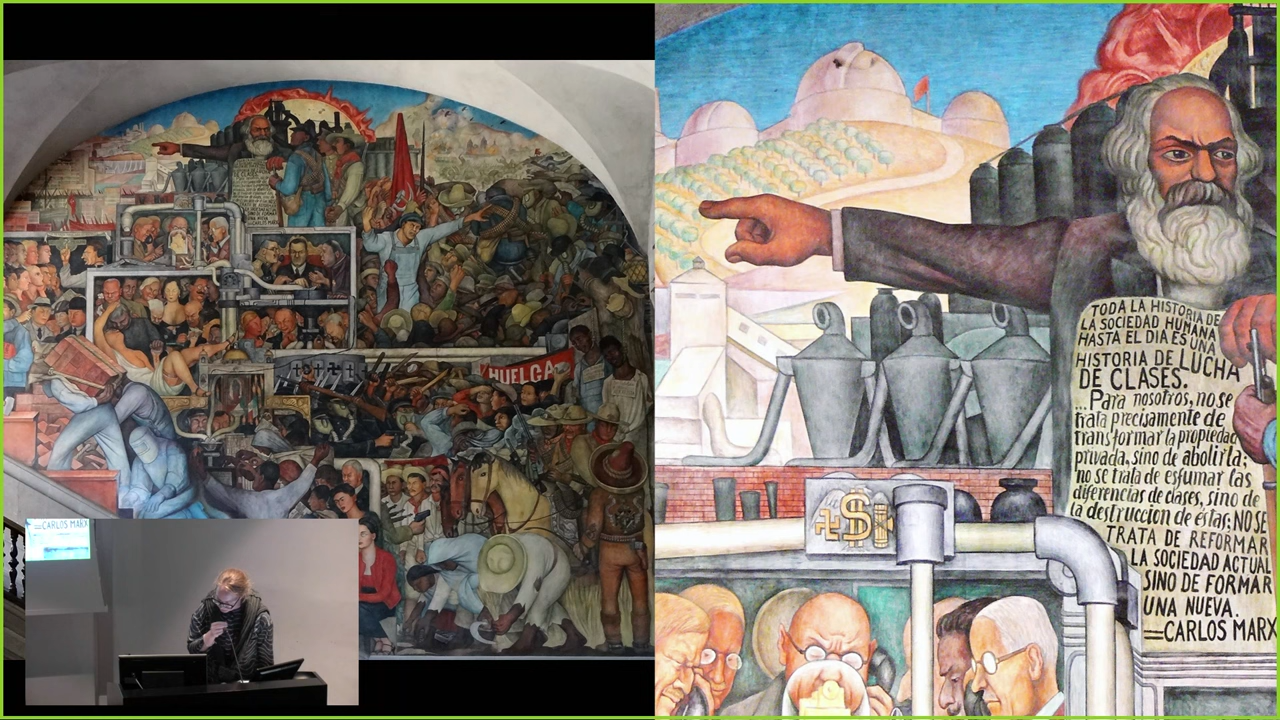 HUELGA
=CARLOS MARX
TODA LA HISTORIA DE
LA SOCIEDAD HUMANA
HASTA EL DIA ES UNA
HISTORIA DE LUCHA
DE CLASES.
...Para nosotros, no se
trata precisamente de
transformar la propiedad
privada, sino de abolirla;
no se trata de esfumar las
diferencias de clases, sino de
la destruccion de éstas: NO SE
TRATA DE REFORMAR
LA SOCIEDAD ACTUAL
SINO DE FORMAR
UNA NUEVA.
=CARLOS MARX
$